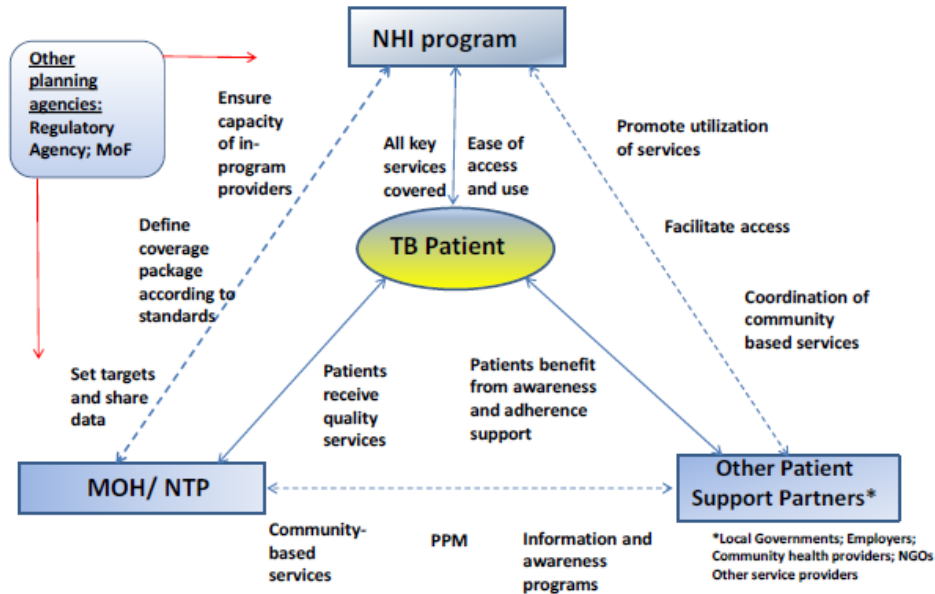 NHI program
Other
planning
agencies:
Regulatory
Agency; MoF
Ensure
capacity
of in-
program
providers
All key
services
covered
Ease of
access
and use
Promote utilization
of services
Define
coverage
package
according to
standards
TB Patient
Facilitate access
Coordination of
community
based services
Set targets
and share
data
Patients
receive
quality
services
Patients benefit
from awareness
and adherence
support
MOH/ NTP
Other Patient
Support Partners*
Community-
based
services
PPM
Information and
awareness
programs
*Local Governments; Employers;
Community health providers; NGOs
Other service providers